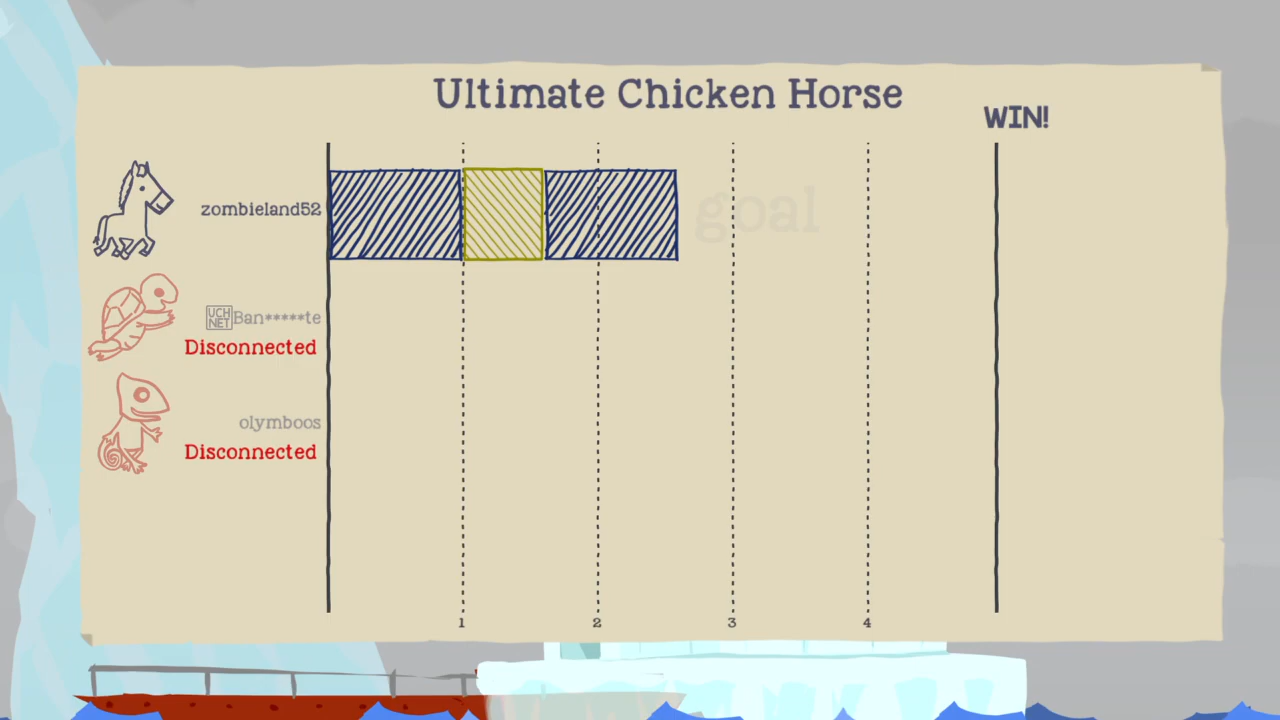 Ultimate Chicken Horse
WIN!
zombieland52
goal
UCH NET Ban*****te
Disconnected
olymboos
Disconnected
1 2 3 4